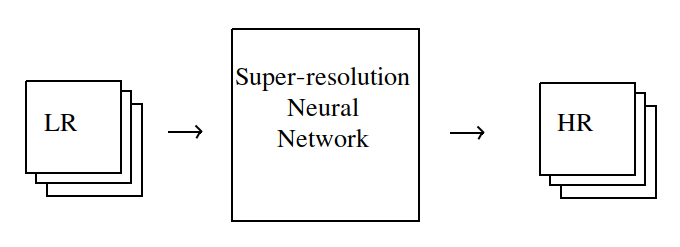 LR
Super-resolution
Neural
Network
HR